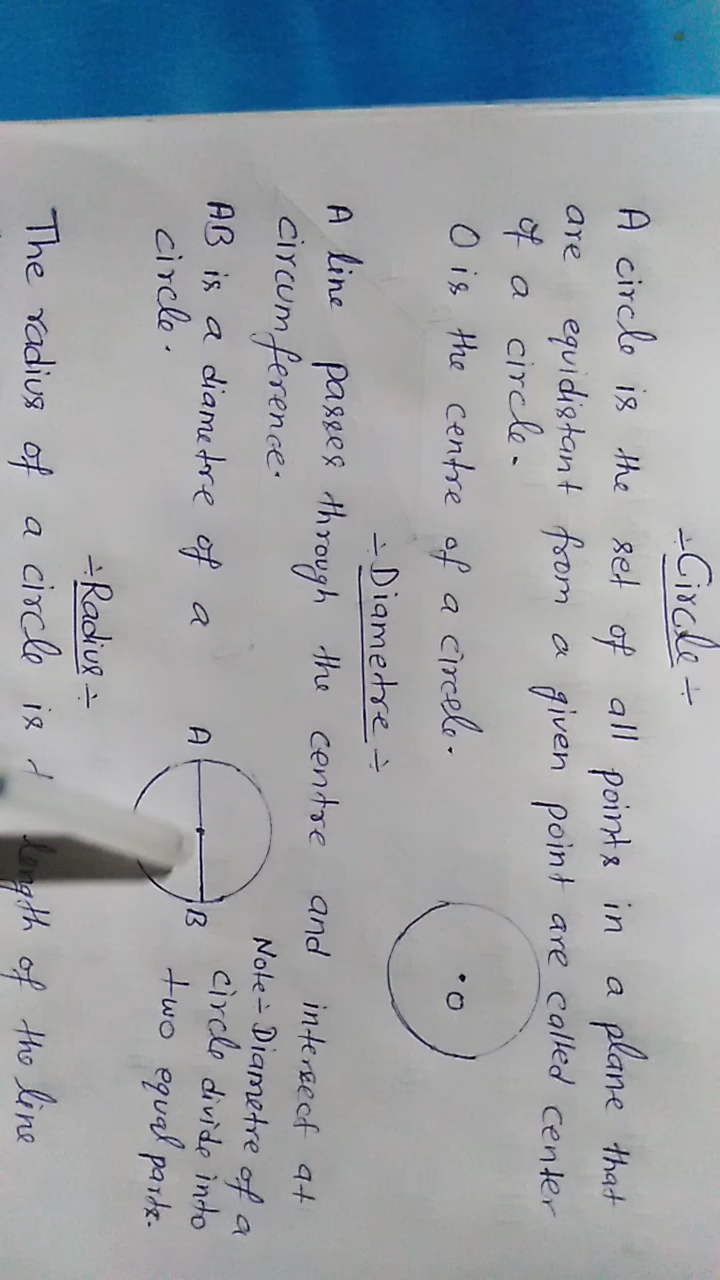 ÷Circle÷
A circle is the set of all points in a plane that
are equidistant from a given point are called center
of a circle.
O is the centre of a circle.
O
÷Diametre÷
A line passes through the centre and intersect at
circumference.
AB is a diametre of a
circle.
A
B
Note÷Diametre of a
circle divide into
two equal parts.
÷Radius÷
The radius of a circle is length of the line